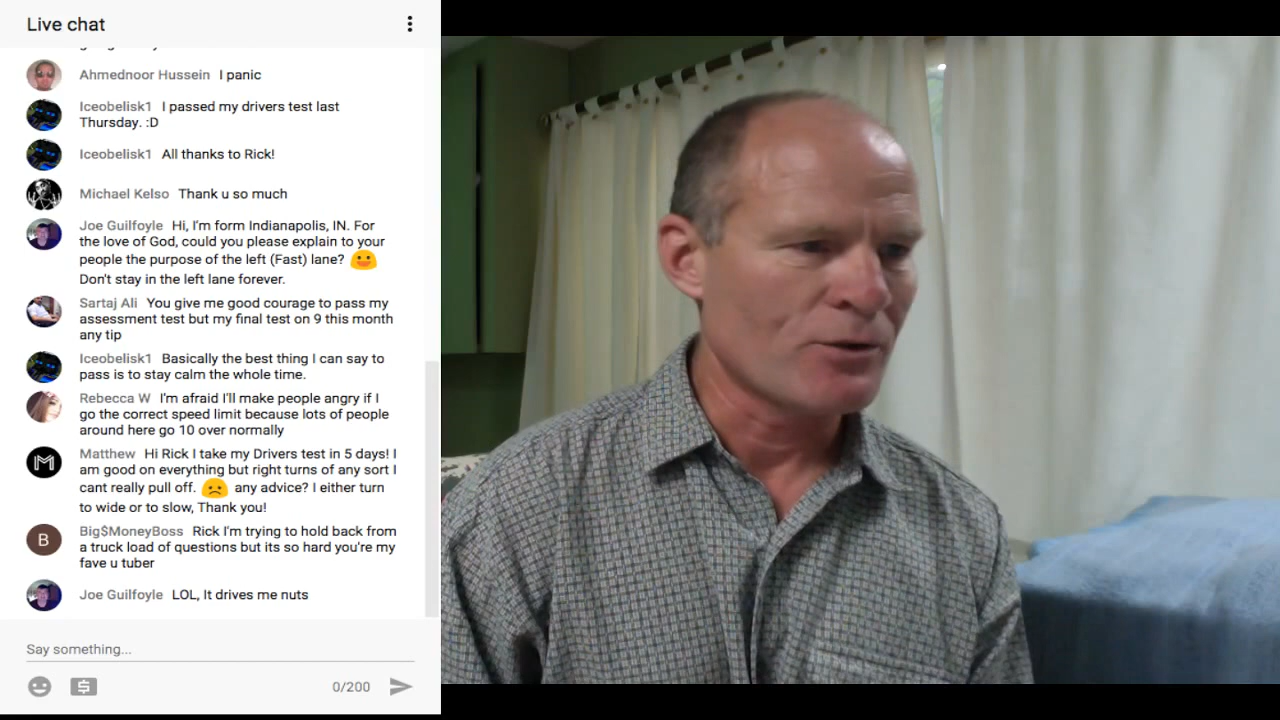 Live chat
Ahmednoor Hussein I panic
Iceobelisk1 I passed my drivers test last
Thursday. :D
Iceobelisk1 All thanks to Rick!
Michael Kelso Thank u so much
Joe Guilfoyle Hi, I'm form Indianapolis, IN. For
the love of God, could you please explain to your
people the purpose of the left (Fast) lane?
Don't stay in the left lane forever.
Sartaj Ali You give me good courage to pass my
assessment test but my final test on 9 this month
any tip
Iceobelisk1 Basically the best thing I can say to
pass is to stay calm the whole time.
Rebecca W I'm afraid I'll make people angry if I
go the correct speed limit because lots of people
around here go 10 over normally
M
Matthew Hi Rick I take my Drivers test in 5 days! I
am good on everything but right turns of any sort I
cant really pull off. any advice? I either turn
to wide or to slow, Thank you!
B
Big$MoneyBoss Rick I'm trying to hold back from
a truck load of questions but its so hard you're my
fave u tuber
Joe Guilfoyle LOL, It drives me nuts
Say something...
$
0/200